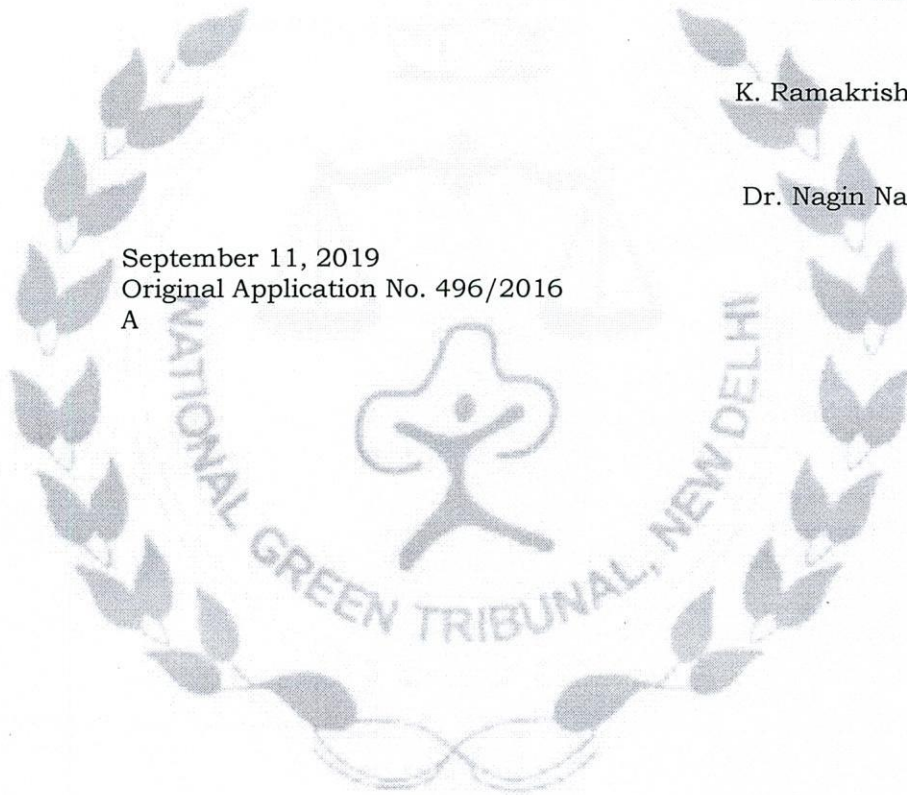 K. Ramakrish
Dr. Nagin Na
September 11, 2019
Original Application No. 496/2016
A
NATIONAL GREEN TRIBUNAL, NEW DELHI